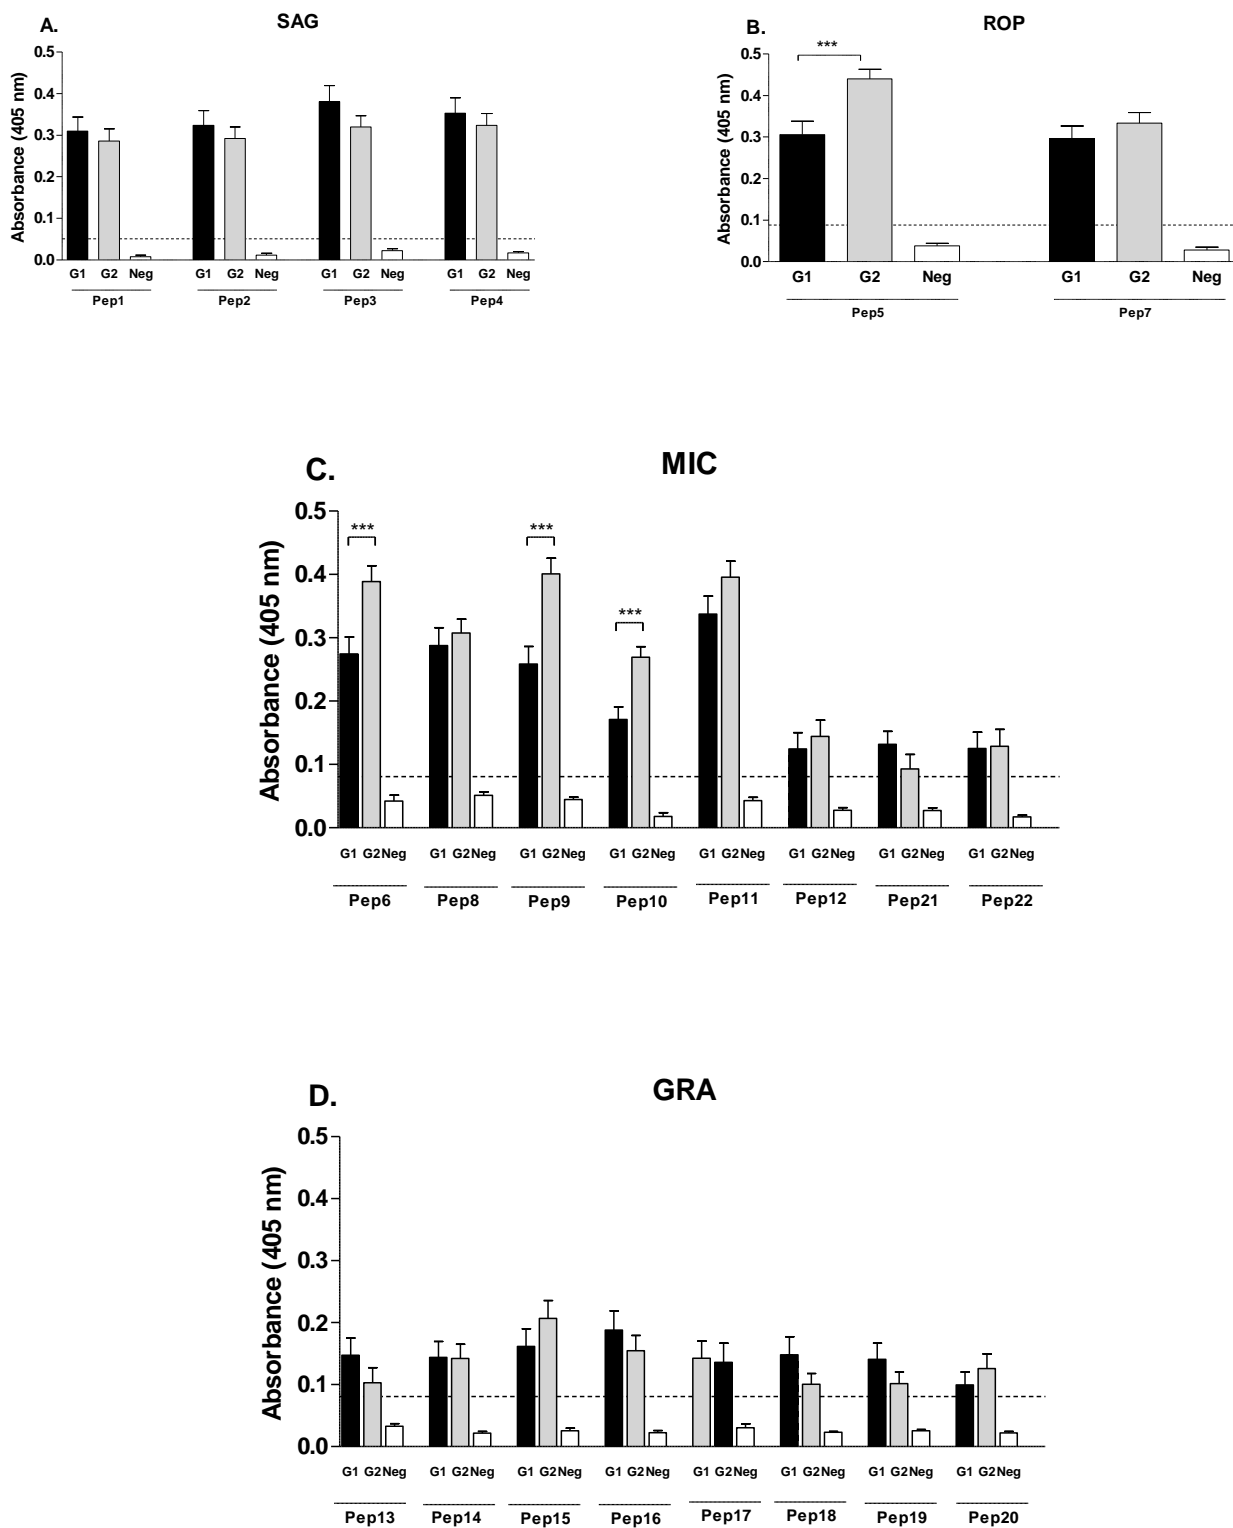 A.
SAG
Absorbance (405 nm)
0.5
0.4
0.3
0.2
0.1
0.0
G1 G2 Neg G1 G2 Neg G1 G2 Neg G1 G2 Neg
Pep1 Pep2 Pep3 Pep4
B.
ROP
***
Absorbance (405 nm)
0.5
0.4
0.3
0.2
0.1
0.0
G1 G2 Neg G1 G2 Neg
Pep5 Pep7
C.
MIC
*** *** ***
Absorbance (405 nm)
0.5
0.4
0.3
0.2
0.1
0.0
G1 G2Neg G1 G2Neg G1 G2Neg G1 G2Neg G1 G2Neg G1 G2Neg G1 G2Neg G1 G2Neg
Pep6 Pep8 Pep9 Pep10 Pep11 Pep12 Pep21 Pep22
D.
GRA
Absorbance (405 nm)
0.5
0.4
0.3
0.2
0.1
0.0
G1 G2Neg G1 G2Neg G1 G2Neg G1 G2Neg G1 G2Neg G1 G2Neg G1 G2Neg G1 G2Neg
Pep13 Pep14 Pep15 Pep16 Pep17 Pep18 Pep19 Pep20